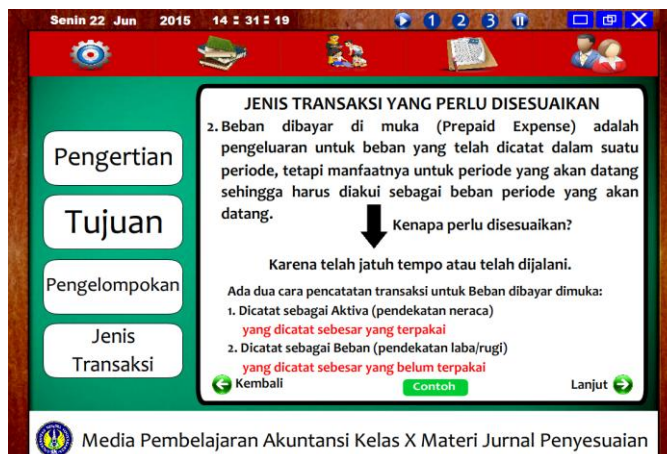 Senin 22 Jun 2015 14 : 31 : 19
1 2 3
JENIS TRANSAKSI YANG PERLU DISESUAIKAN
2. Beban dibayar di muka (Prepaid Expense) adalah
pengeluaran untuk beban yang telah dicatat dalam suatu
periode, tetapi manfaatnya untuk periode yang akan datang
sehingga harus diakui sebagai beban periode yang akan
datang.
Kenapa perlu disesuaikan?
Karena telah jatuh tempo atau telah dijalani.
Ada dua cara pencatatan transaksi untuk Beban dibayar dimuka:
1. Dicatat sebagai Aktiva (pendekatan neraca)
yang dicatat sebesar yang terpakai
2. Dicatat sebagai Beban (pendekatan laba/rugi)
yang dicatat sebesar yang belum terpakai
Kembali
Contoh
Lanjut
Pengertian
Tujuan
Pengelompokan
Jenis
Transaksi
Media Pembelajaran Akuntansi Kelas X Materi Jurnal Penyesuaian